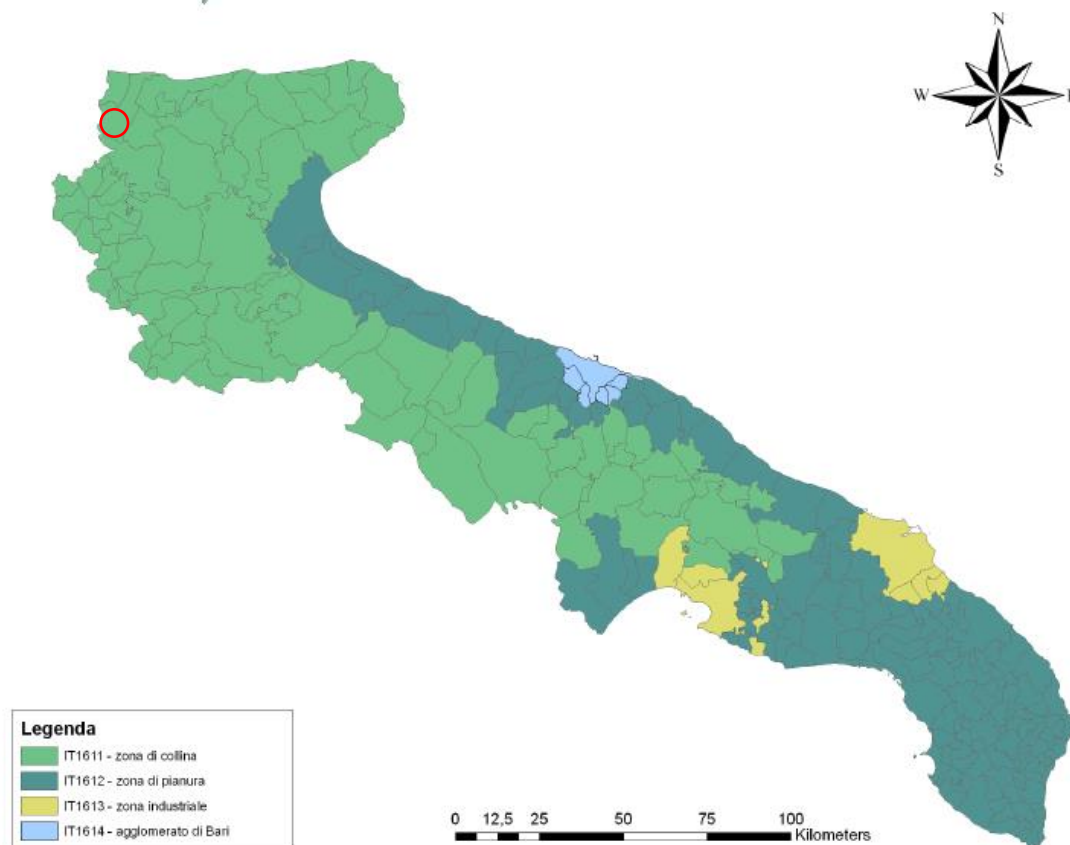 N
W
S
Legenda
IT1611 - zona di collina
IT1612 - zona di pianura
IT1613 - zona industriale
IT1614 - agglomerato di Bari
0 12,5 25 50 75 100
Kilometers